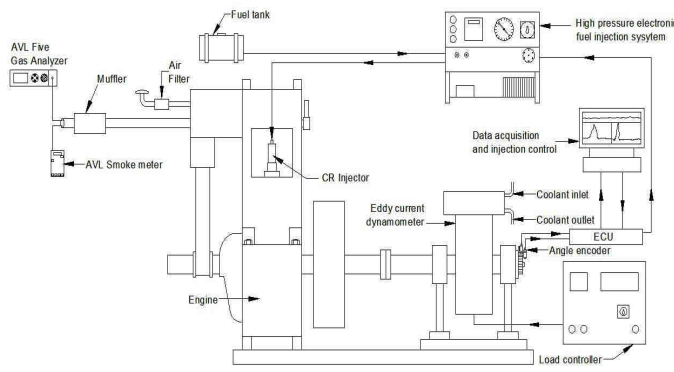 Fuel tank
High pressure electronic
fuel injection sysytem
AVL Five
Gas Analyzer
Air
Filter
Muffler
Data acquisition
and injection control
AVL Smoke meter
CR Injector
Coolant inlet
Eddy current
dynamometer
Coolant outlet
ECU
Angle encoder
Engine
Load controller